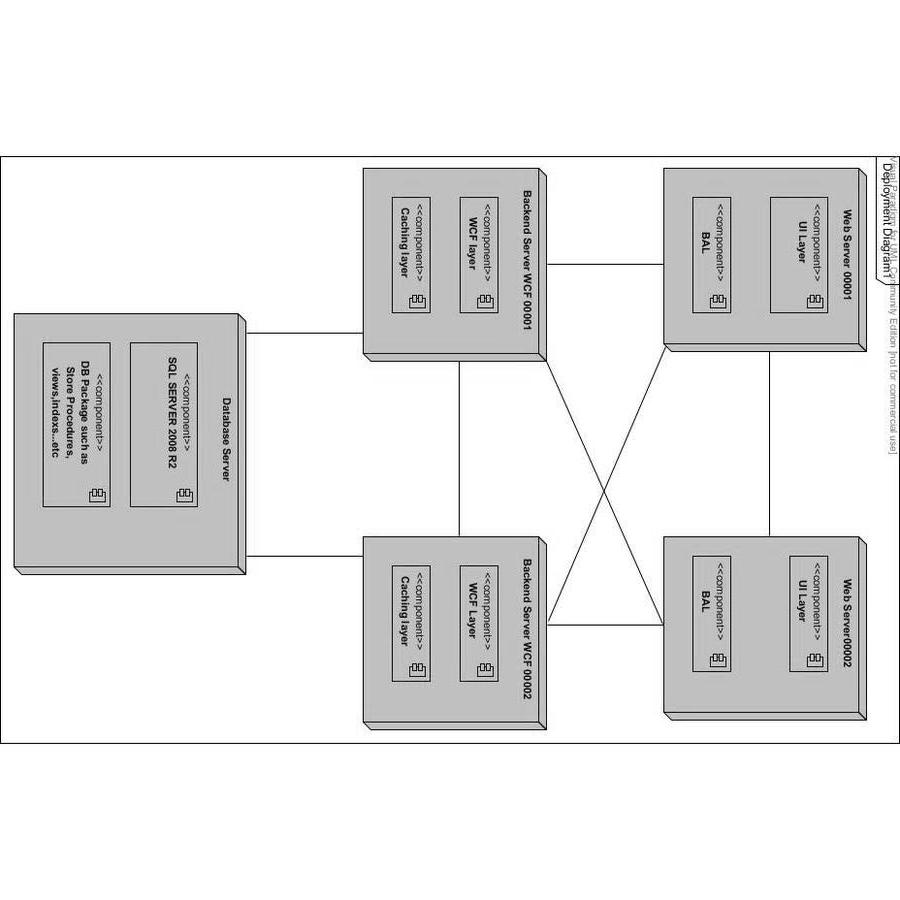 Visual Paradigm for UML Community Edition [not for commercial use]
Deployment Diagram1
Web Server 00001
<<component>>
UI Layer
<<component>>
BAL
Web Server00002
<<component>>
UI Layer
<<component>>
BAL
Backend Server WCF 00001
<<component>>
WCF layer
<<component>>
Caching layer
Backend Server WCF 00002
<<component>>
WCF Layer
<<component>>
Caching layer
Database Server
<<component>>
SQL SERVER 2008 R2
<<component>>
DB Package such as
Store Procedures,
views,indexs...etc